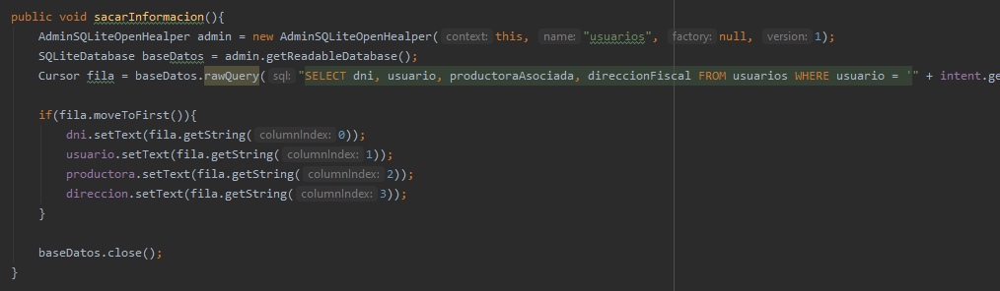 public void sacarInformacion(){
AdminSQLiteOpenHealper admin = new AdminSQLiteOpenHealper( context: this, name: "usuarios", factory: null, version: 1);
SQLiteDatabase baseDatos = admin.getReadableDatabase();
Cursor fila = baseDatos.rawQuery( sql: "SELECT dni, usuario, productoraAsociada, direccionFiscal FROM usuarios WHERE usuario = '" + intent.ge
if(fila.moveToFirst()){
dni.setText(fila.getString( columnIndex: 0));
usuario.setText(fila.getString( columnIndex: 1));
productora.setText(fila.getString( columnIndex: 2));
direccion.setText(fila.getString( columnIndex: 3));
}
baseDatos.close();
}